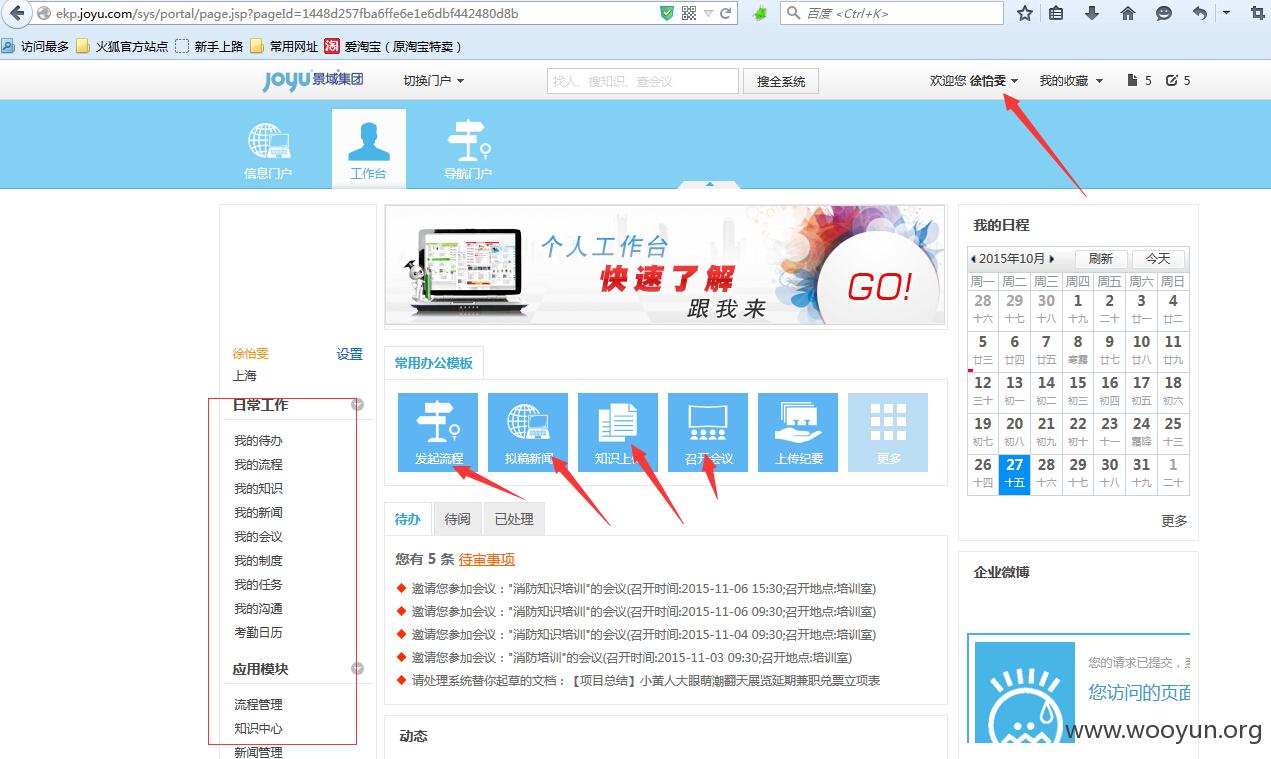 ekp.joyu.com/sys/portal/page.jsp?pageId=1448d257fba6ffe6e1e6dbf442480d8b
百度 <Ctrl+K>
访问最多 火狐官方站点 新手上路 常用网址 淘 爱淘宝（原淘宝特卖）
joyu 景域集团 切换门户 找人、搜知识、查会议 搜全系统 欢迎您 徐怡雯 我的收藏 5 5
信息门户 工作台 导航门户
个人工作台
快速了解
跟我来
GO!
徐怡雯 设置
上海
日常工作
我的待办
我的流程
我的知识
我的新闻
我的会议
我的制度
我的任务
我的沟通
考勤日历
应用模块
流程管理
知识中心
新闻管理
常用办公模板
发起流程 拟稿新闻 知识上 召开会议 上传纪要 更多
待办 待阅 已处理
您有 5 条 待审事项
邀请您参加会议："消防知识培训"的会议(召开时间:2015-11-06 15:30;召开地点:培训室)
邀请您参加会议："消防知识培训"的会议(召开时间:2015-11-06 09:30;召开地点:培训室)
邀请您参加会议："消防知识培训"的会议(召开时间:2015-11-04 09:30;召开地点:培训室)
邀请您参加会议："消防培训"的会议(召开时间:2015-11-03 09:30;召开地点:培训室)
请处理系统替你起草的文档：【项目总结】小黄人大眼萌潮翻天展览延期兼职兑票立项表
动态
我的日程
2015年10月 刷新 今天
周一 周二 周三 周四 周五 周六 周日
28 29 30 1 2 3 4
十六 十七 十八 十九 二十 廿一 廿二
5 6 7 8 9 10 11
廿三 廿四 廿五 寒露 廿七 廿八 廿九
12 13 14 15 16 17 18
三十 初一 初二 初三 初四 初五 初六
19 20 21 22 23 24 25
初七 初八 初九 初十 十一 霜降 十三
26 27 28 29 30 31 1
十四 十五 十六 十七 十八 十九 二十
更多
企业微博
您的请求已提交，
您访问的页面
www.wooyun.org